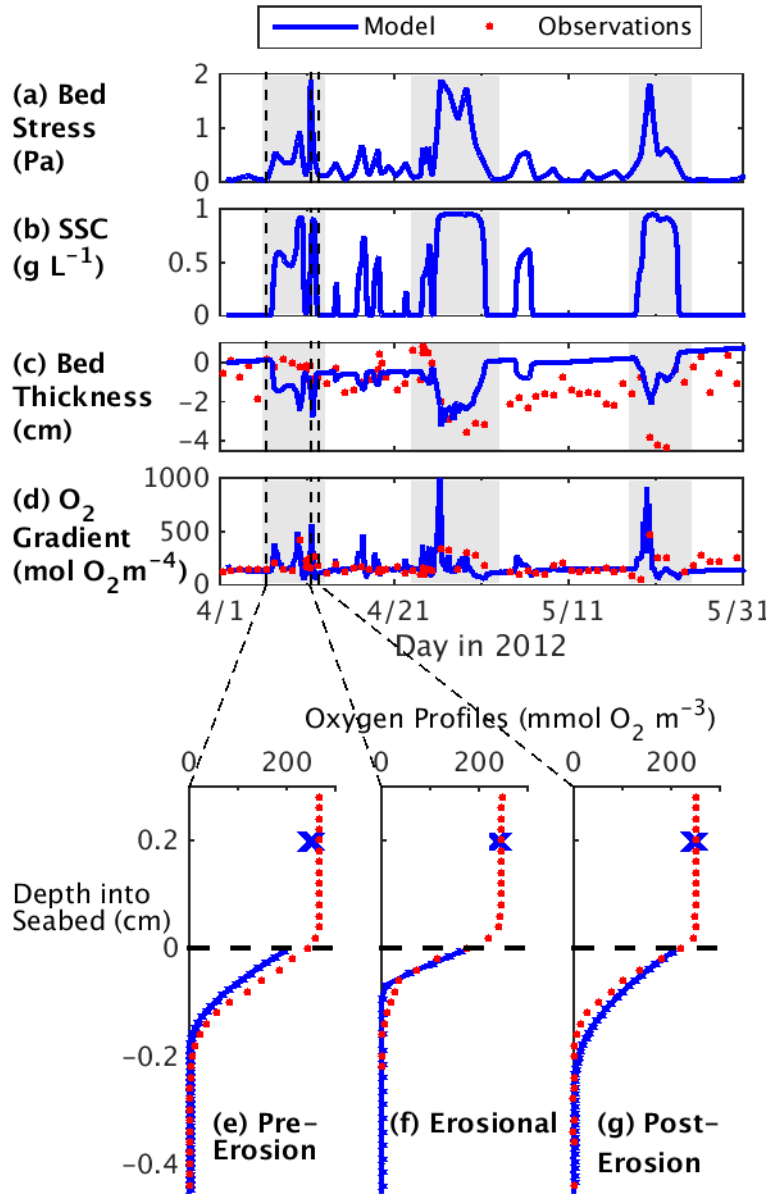 Model Observations
(a) Bed
Stress
(Pa)
2
1
0
(b) SSC
(g L⁻¹)
1
0.5
0
(c) Bed
Thickness
(cm)
0
-2
-4
(d) O₂
Gradient
(mol O₂m⁻⁴)
1000
500
0
4/1 4/21 5/11 5/31
Day in 2012
Oxygen Profiles (mmol O₂ m⁻³)
0 200 0 200 0 200
0.2
Depth into
Seabed (cm)
0
-0.2
-0.4
(e) Pre-
Erosion
(f) Erosional
(g) Post-
Erosion